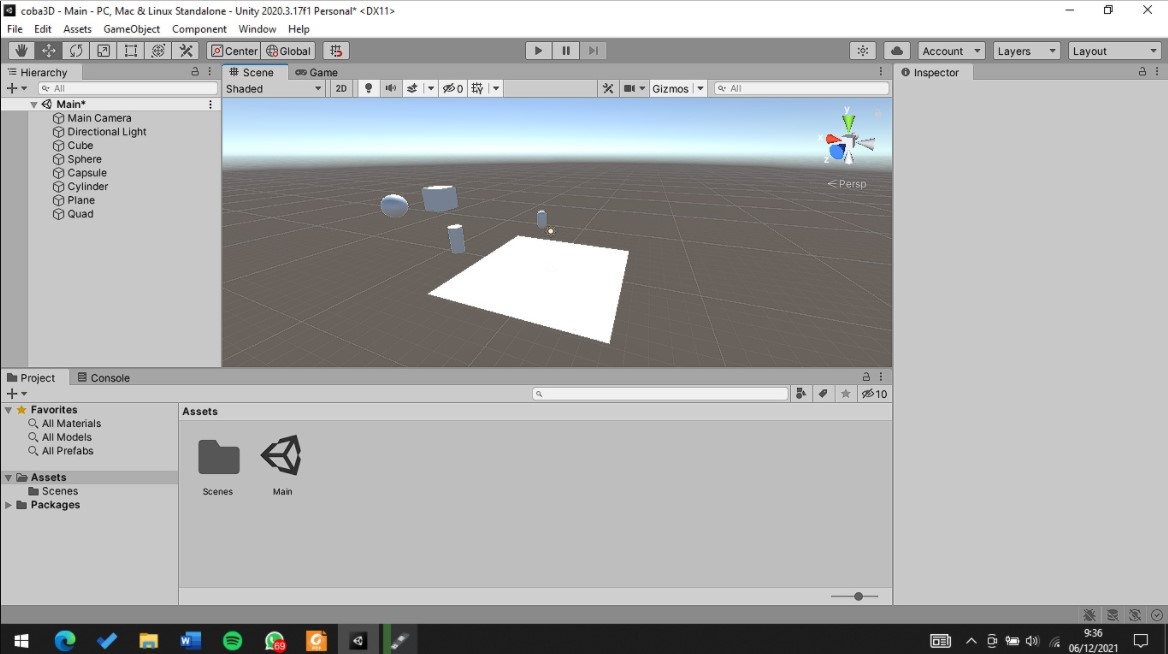 coba3D - Main - PC, Mac & Linux Standalone - Unity 2020.3.17f1 Personal* <DX11>
File Edit Assets GameObject Component Window Help
Center Global Account Layers Layout
Hierarchy
All
Main*
Main Camera
Directional Light
Cube
Sphere
Capsule
Cylinder
Plane
Quad
Scene Game
Shaded 2D 0 Gizmos All
y
x
z
Persp
Inspector
Project Console
10
Favorites
All Materials
All Models
All Prefabs
Assets
Scenes
Packages
Assets
Scenes Main
69
9:36
06/12/2021